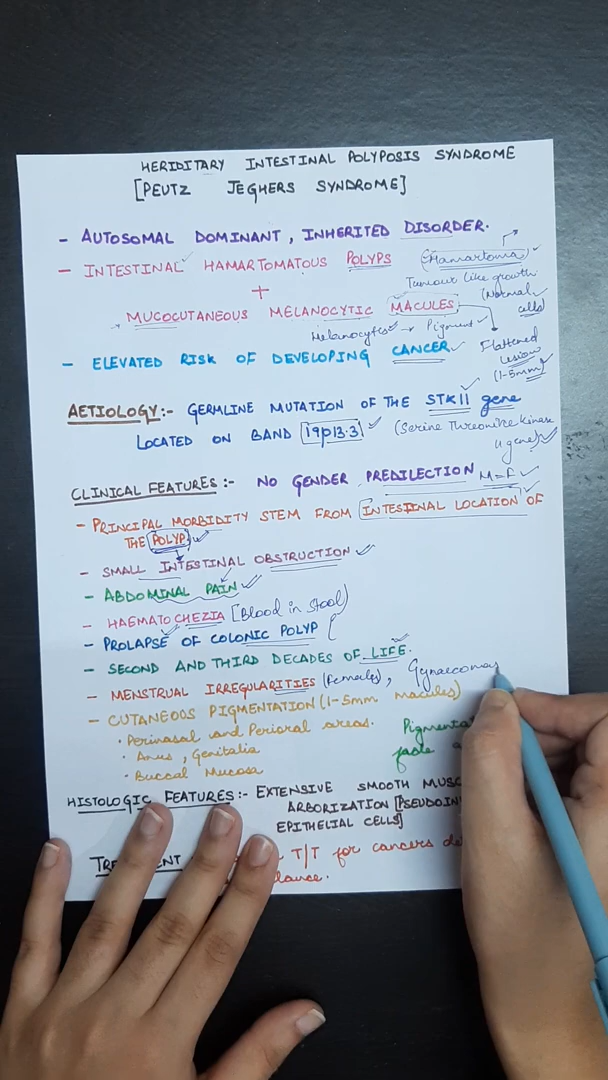 HERIDITARY INTESTINAL POLYPOSIS SYNDROME
[PEUTZ JEGHERS SYNDROME]
- AUTOSOMAL DOMINANT, INHERITED DISORDER.
- INTESTINAL HAMARTOMATOUS POLYPS (Hamartoma)
Tumour like growth
+
(Normal cells)
MUCOCUTANEOUS MELANOCYTIC MACULES
Melanocytes → Pigment
Flattened
lesion
(1-5mm)
- ELEVATED RISK OF DEVELOPING CANCER
AETIOLOGY:- GERMLINE MUTATION OF THE STK11 gene
LOCATED ON BAND 19p13.3 (Serine Threonine kinase
11 gene)
CLINICAL FEATURES:- NO GENDER PREDILECTION M=F
- PRINCIPAL MORBIDITY STEM FROM INTESTINAL LOCATION OF
THE POLYP.
- SMALL INTESTINAL OBSTRUCTION
- ABDOMINAL PAIN
- HAEMATOCHEZIA [Blood in Stool)
- PROLAPSE OF COLONIC POLYP (
- SECOND AND THIRD DECADES OF LIFE.
- MENSTRUAL IRREGULARITIES (Females), Gynaecomas
- CUTANEOUS PIGMENTATION (1-5mm macules)
• Perinasal and Perioral areas.
Pigmentat
• Anus, Genitalia
fade a
• Buccal Mucosa
HISTOLOGIC FEATURES:- EXTENSIVE SMOOTH MUSC
ARBORIZATION [PSEUDOIN
EPITHELIAL CELLS]
T/T for cancers de